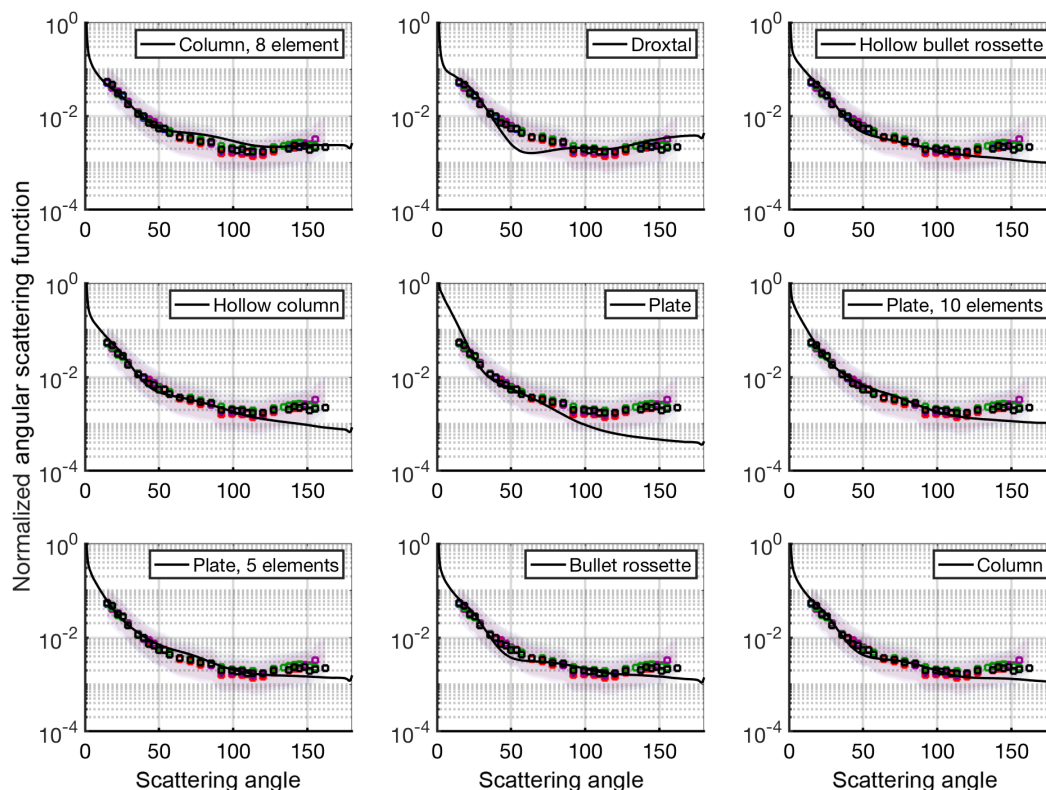 Normalized angular scattering function
10^0
10^-2
10^-4
0 50 100 150
Column, 8 element
10^0
10^-2
10^-4
0 50 100 150
Droxtal
10^0
10^-2
10^-4
0 50 100 150
Hollow bullet rossette
10^0
10^-2
10^-4
0 50 100 150
Hollow column
10^0
10^-2
10^-4
0 50 100 150
Plate
10^0
10^-2
10^-4
0 50 100 150
Plate, 10 elements
10^0
10^-2
10^-4
0 50 100 150
Plate, 5 elements
Scattering angle
10^0
10^-2
10^-4
0 50 100 150
Bullet rossette
Scattering angle
10^0
10^-2
10^-4
0 50 100 150
Column
Scattering angle